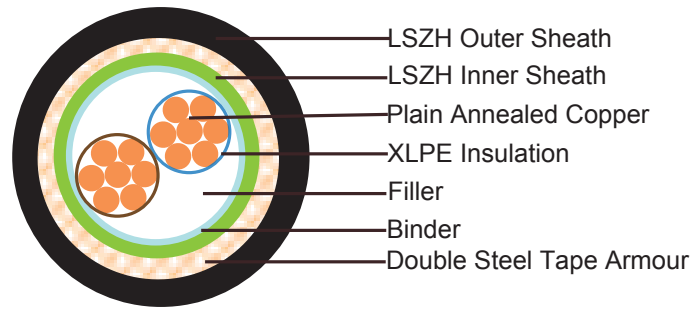 LSZH Outer Sheath
LSZH Inner Sheath
Plain Annealed Copper
XLPE Insulation
Filler
Binder
Double Steel Tape Armour